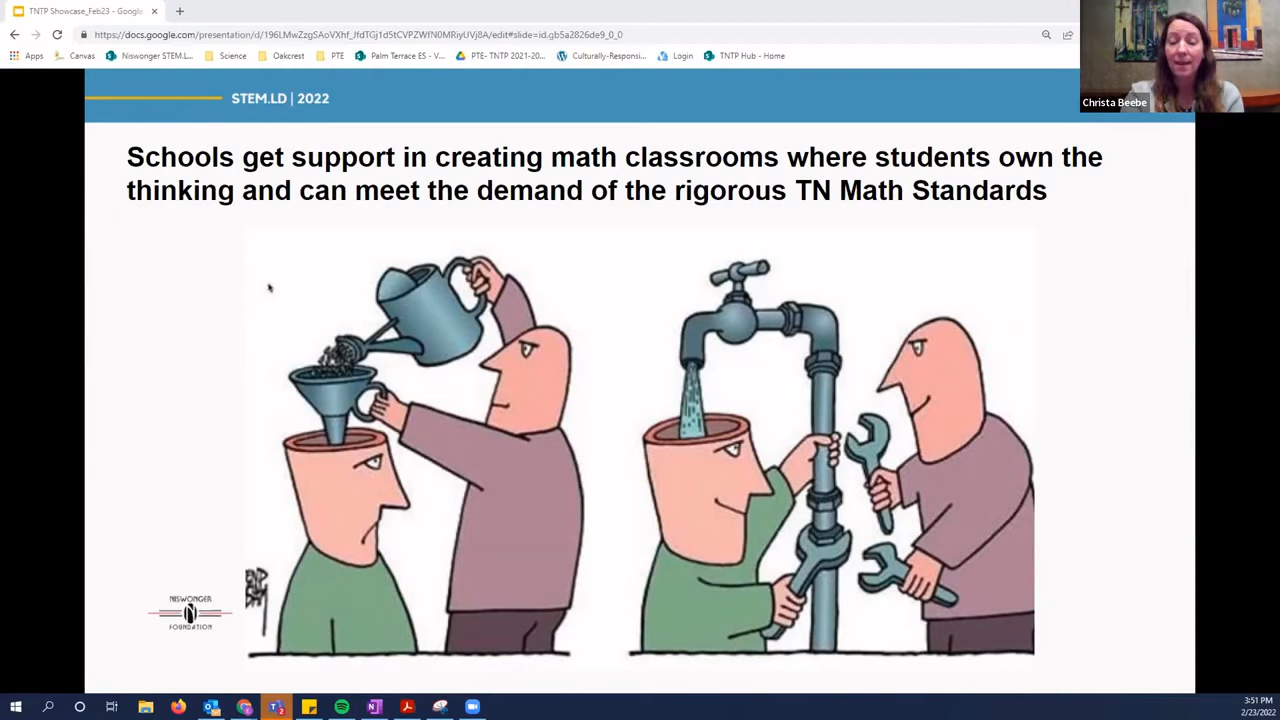 TNTP Showcase_Feb23 - Google
https://docs.google.com/presentation/d/196LMwZzgSAoVXhf_JfdTGj1d5tCVPZWfN0MRiyUVj8A/edit#slide=id.gb5a2826de9_0_0
Apps Canvas Niswonger STEM.L... Science Oakcrest PTE Palm Terrace ES - V... PTE- TNTP 2021-20... Culturally-Responsi... Login TNTP Hub - Home
Christa Beebe
STEM.LD | 2022
Schools get support in creating math classrooms where students own the
thinking and can meet the demand of the rigorous TN Math Standards
NISWONGER
N
FOUNDATION
3:51 PM
2/23/2022